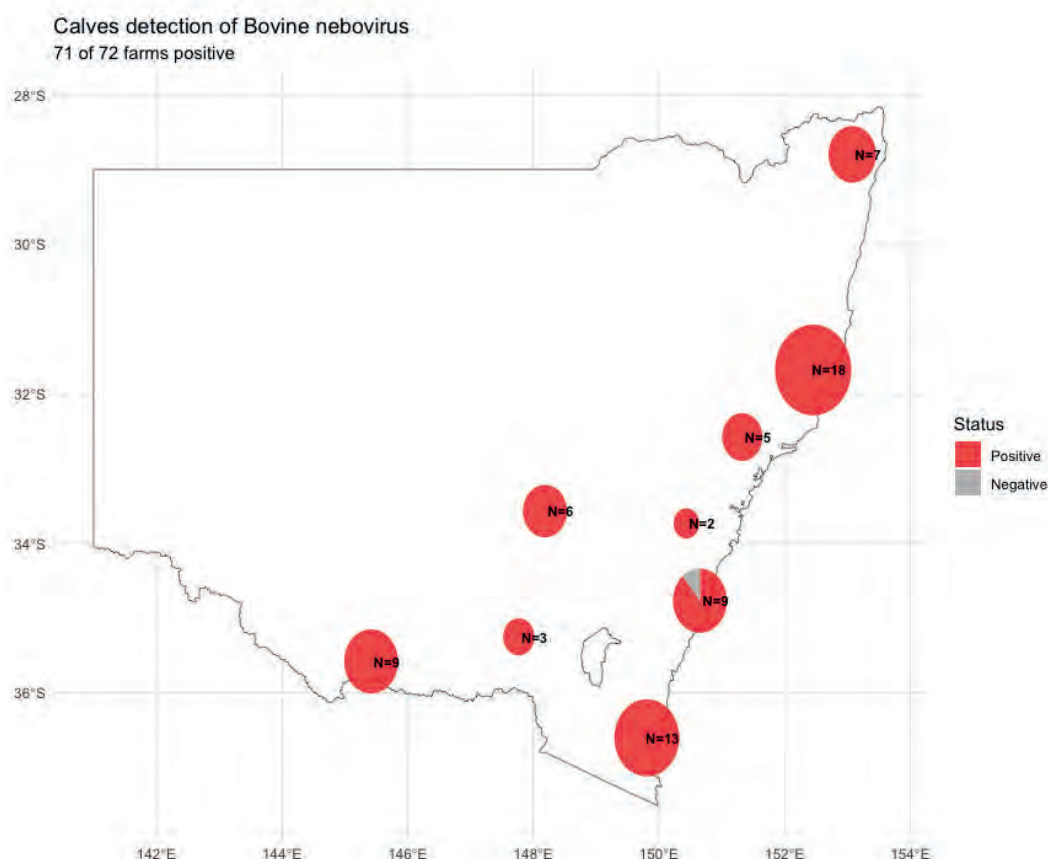 Calves detection of Bovine nebovirus
71 of 72 farms positive
28°S
N=7
30°S
32°S
N=18
N=5
Status
Positive
Negative
N=6
N=2
34°S
N=9
N=3
N=9
36°S
N=13
142°E 144°E 146°E 148°E 150°E 152°E 154°E